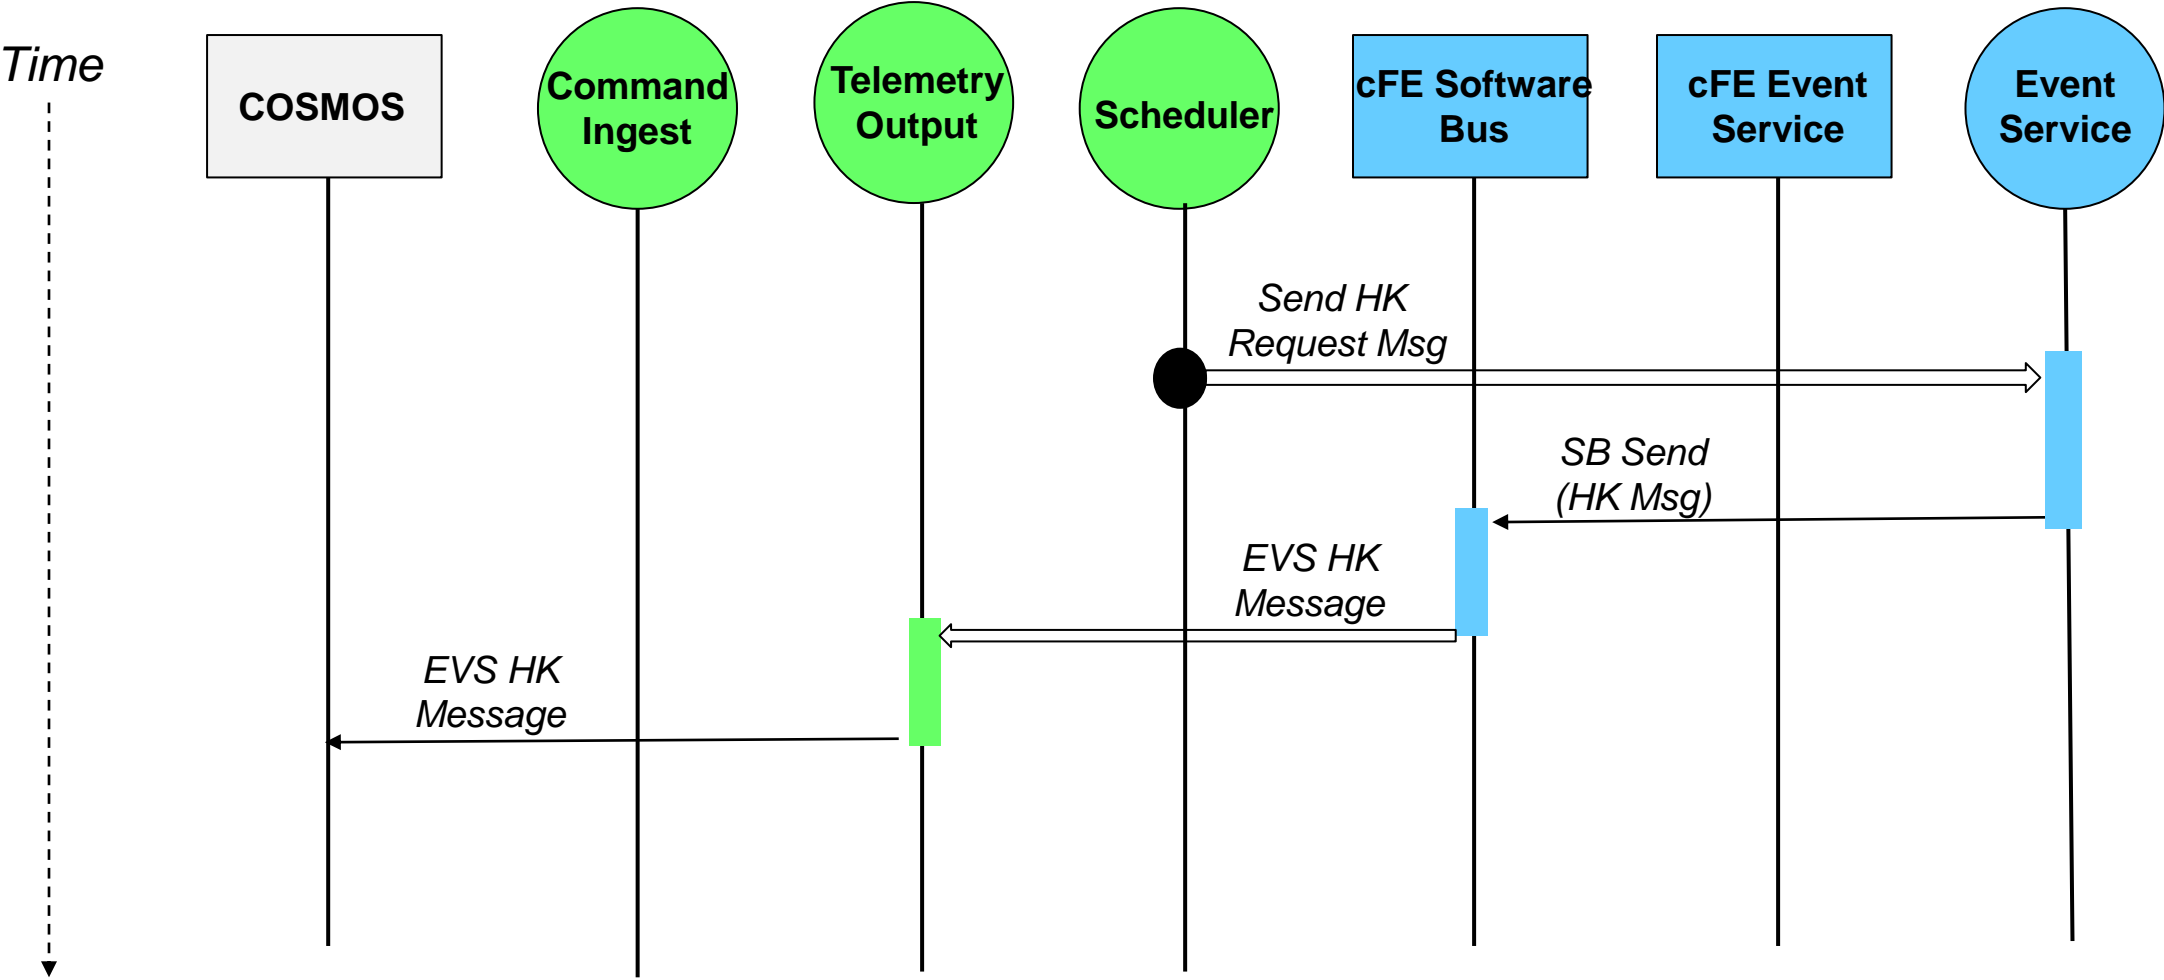 Time
COSMOS
Command
Ingest
Telemetry
Output
Scheduler
cFE Software
Bus
cFE Event
Service
Event
Service
Send HK
Request Msg
SB Send
(HK Msg)
EVS HK
Message
EVS HK
Message